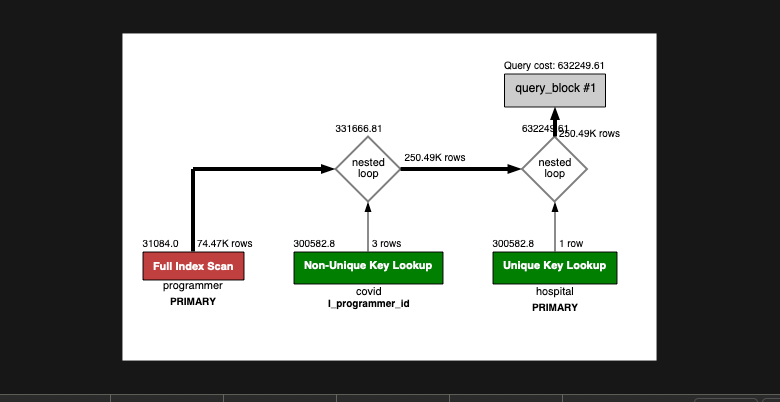 Query cost: 632249.61
query_block #1
331666.81
632249.61
250.49K rows
nested
loop
250.49K rows
nested
loop
31084.0
74.47K rows
300582.8
3 rows
300582.8
1 row
Full Index Scan
Non-Unique Key Lookup
Unique Key Lookup
programmer
covid
hospital
PRIMARY
I_programmer_id
PRIMARY